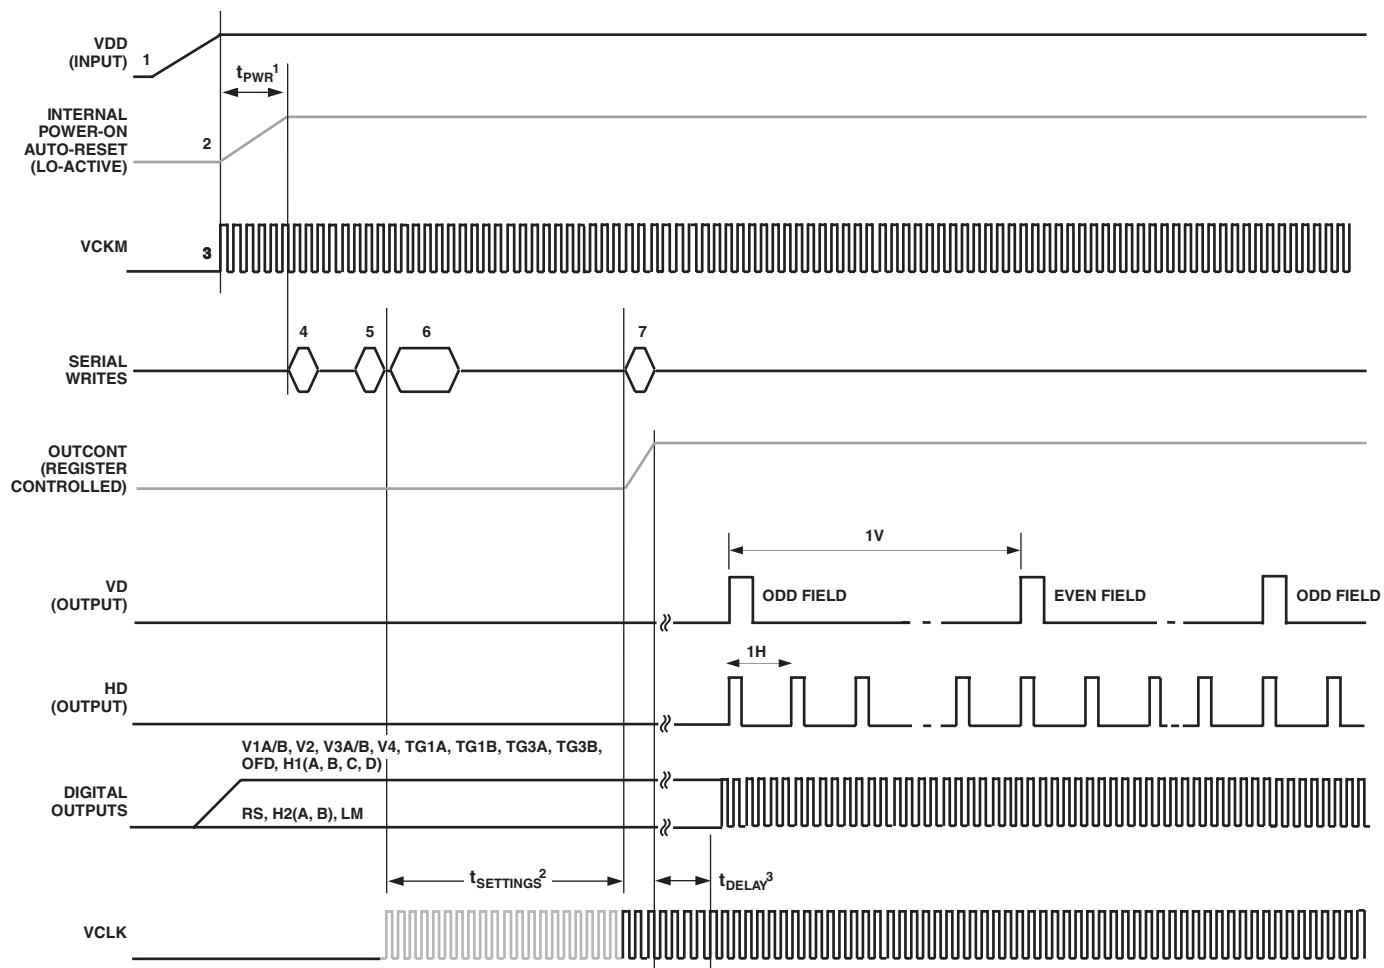 VDD
(INPUT)
1
tPWR1
INTERNAL
POWER-ON
AUTO-RESET
(LO-ACTIVE)
2
VCKM
3
SERIAL
WRITES
4
5
6
7
OUTCONT
(REGISTER
CONTROLLED)
1V
VD
(OUTPUT)
ODD FIELD
EVEN FIELD
ODD FIELD
1H
HD
(OUTPUT)
V1A/B, V2, V3A/B, V4, TG1A, TG1B, TG3A, TG3B,
OFD, H1(A, B, C, D)
DIGITAL
OUTPUTS
RS, H2(A, B), LM
tSETTINGS2
tDELAY3
VCLK